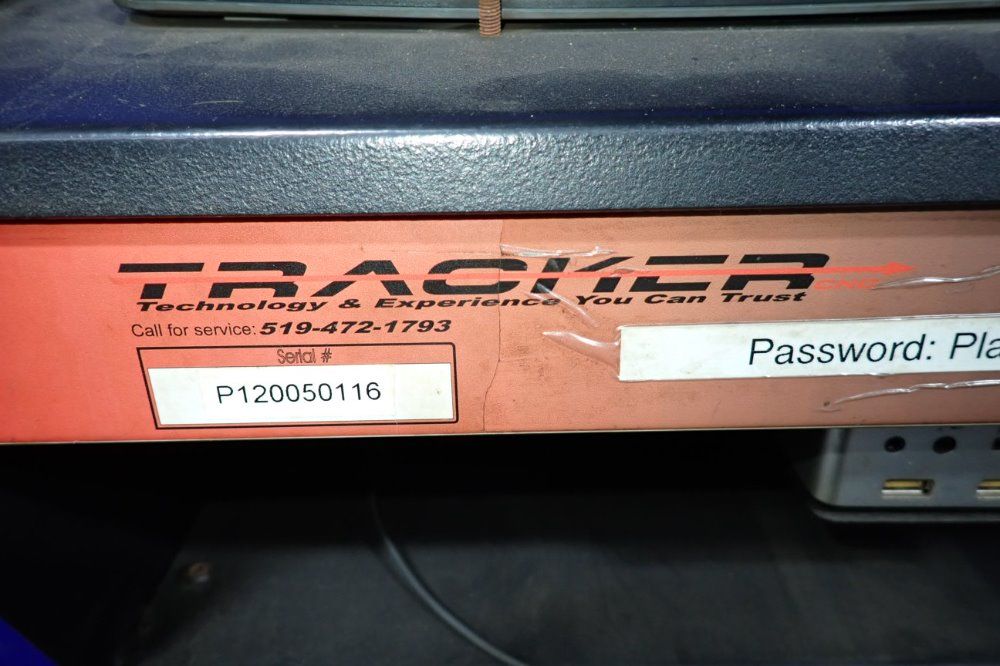 TRACKER CNC
Technology & Experience You Can Trust
Call for service: 519-472-1793
Serial #
P120050116
Password: Pla